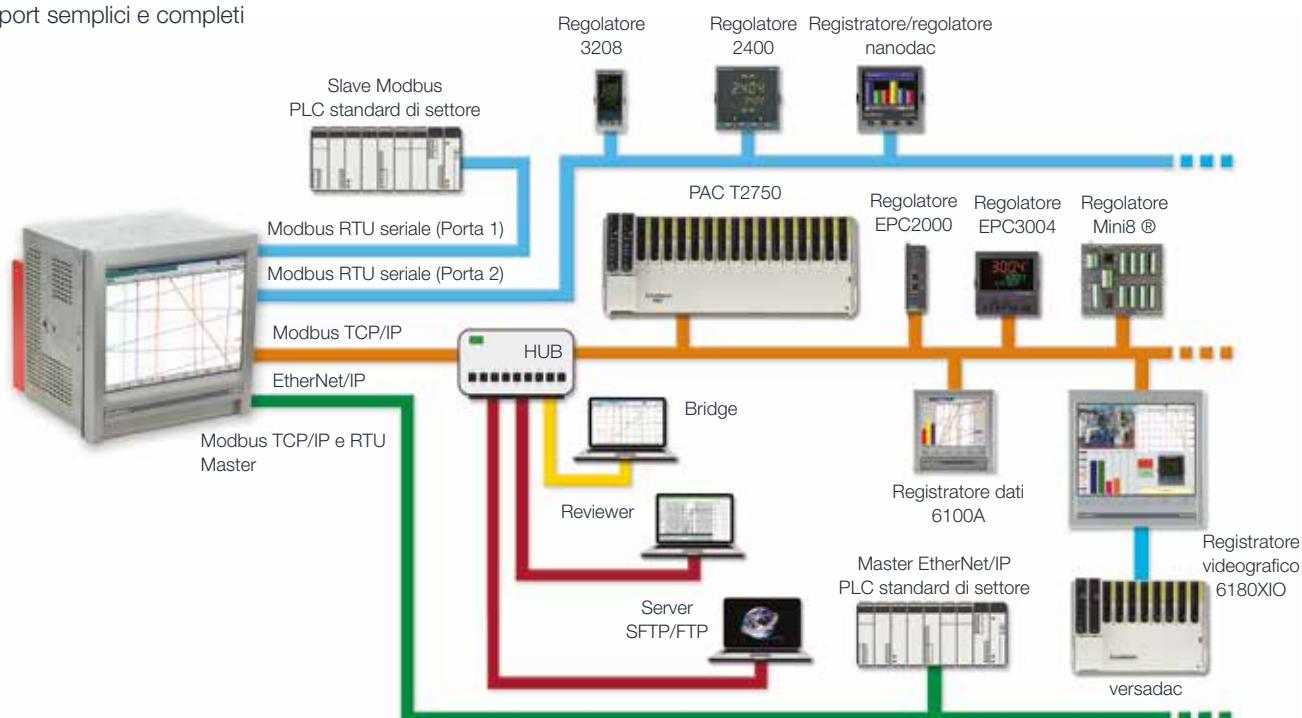 port semplici e completi
Regolatore
3208
Regolatore
2400
Registratore/regolatore
nanodac
Slave Modbus
PLC standard di settore
PAC T2750
Regolatore
EPC2000
Regolatore
EPC3004
Regolatore
Mini8 ®
Modbus RTU seriale (Porta 1)
Modbus RTU seriale (Porta 2)
Modbus TCP/IP
HUB
EtherNet/IP
Bridge
Modbus TCP/IP e RTU
Master
Reviewer
Registratore dati
6100A
Server
SFTP/FTP
Master EtherNet/IP
PLC standard di settore
Registratore
videografico
6180XIO
versadac
2404
3004